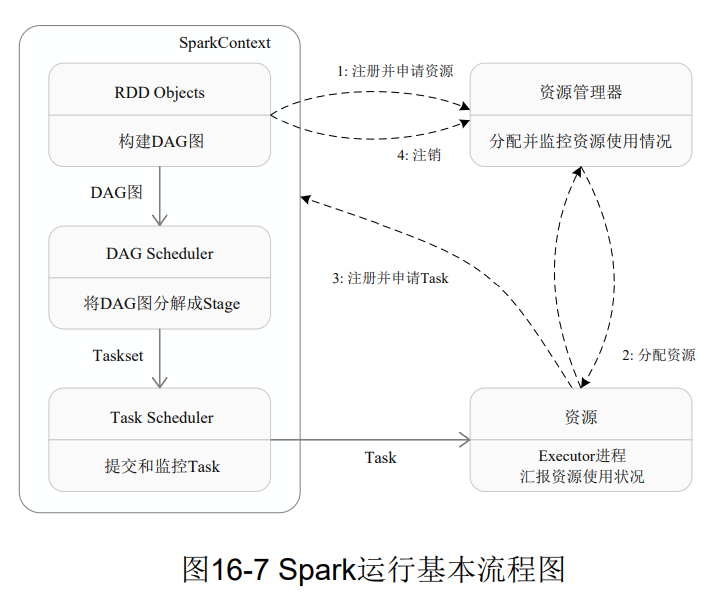 SparkContext
RDD Objects
构建DAG图
1: 注册并申请资源
资源管理器
分配并监控资源使用情况
4: 注销
DAG图
DAG Scheduler
将DAG图分解成Stage
3: 注册并申请Task
Taskset
2: 分配资源
Task Scheduler
提交和监控Task
Task
资源
Executor进程
汇报资源使用状况
图16-7 Spark运行基本流程图